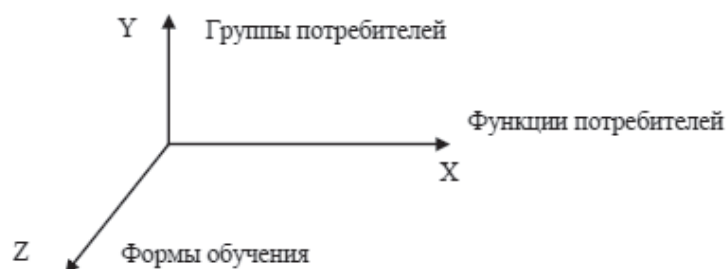 Y Группы потребителей
Функции потребителей
X
Z Формы обучения